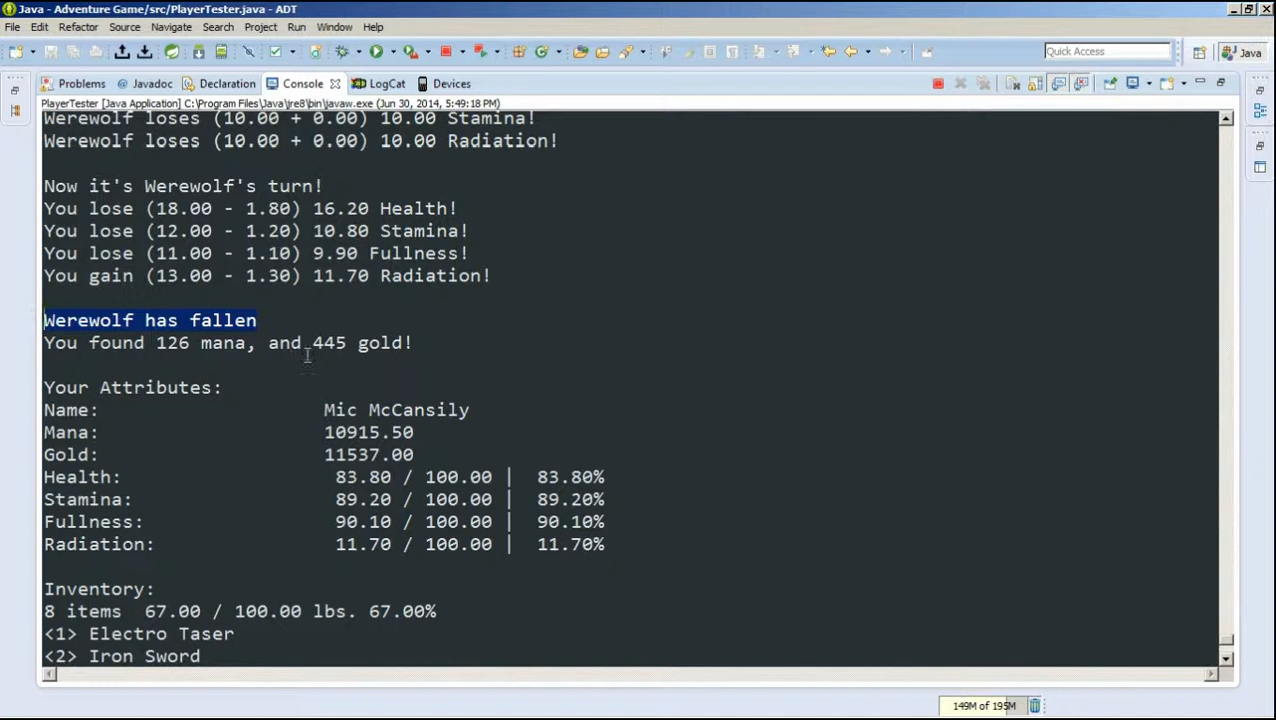 Java - Adventure Game/src/PlayerTester.java - ADT
File Edit Refactor Source Navigate Search Project Run Window Help
Quick Access
Java
Problems @ Javadoc Declaration Console LogCat Devices
PlayerTester [Java Application] C:\Program Files\Java\jre8\bin\javaw.exe (Jun 30, 2014, 5:49:18 PM)
Werewolf loses (10.00 + 0.00) 10.00 Stamina!
Werewolf loses (10.00 + 0.00) 10.00 Radiation!
Now it's Werewolf's turn!
You lose (18.00 - 1.80) 16.20 Health!
You lose (12.00 - 1.20) 10.80 Stamina!
You lose (11.00 - 1.10) 9.90 Fullness!
You gain (13.00 - 1.30) 11.70 Radiation!
Werewolf has fallen
You found 126 mana, and 445 gold!
Your Attributes:
Name: Mic McCansily
Mana: 10915.50
Gold: 11537.00
Health: 83.80 / 100.00 | 83.80%
Stamina: 89.20 / 100.00 | 89.20%
Fullness: 90.10 / 100.00 | 90.10%
Radiation: 11.70 / 100.00 | 11.70%
Inventory:
8 items 67.00 / 100.00 lbs. 67.00%
<1> Electro Taser
<2> Iron Sword
149M of 195M